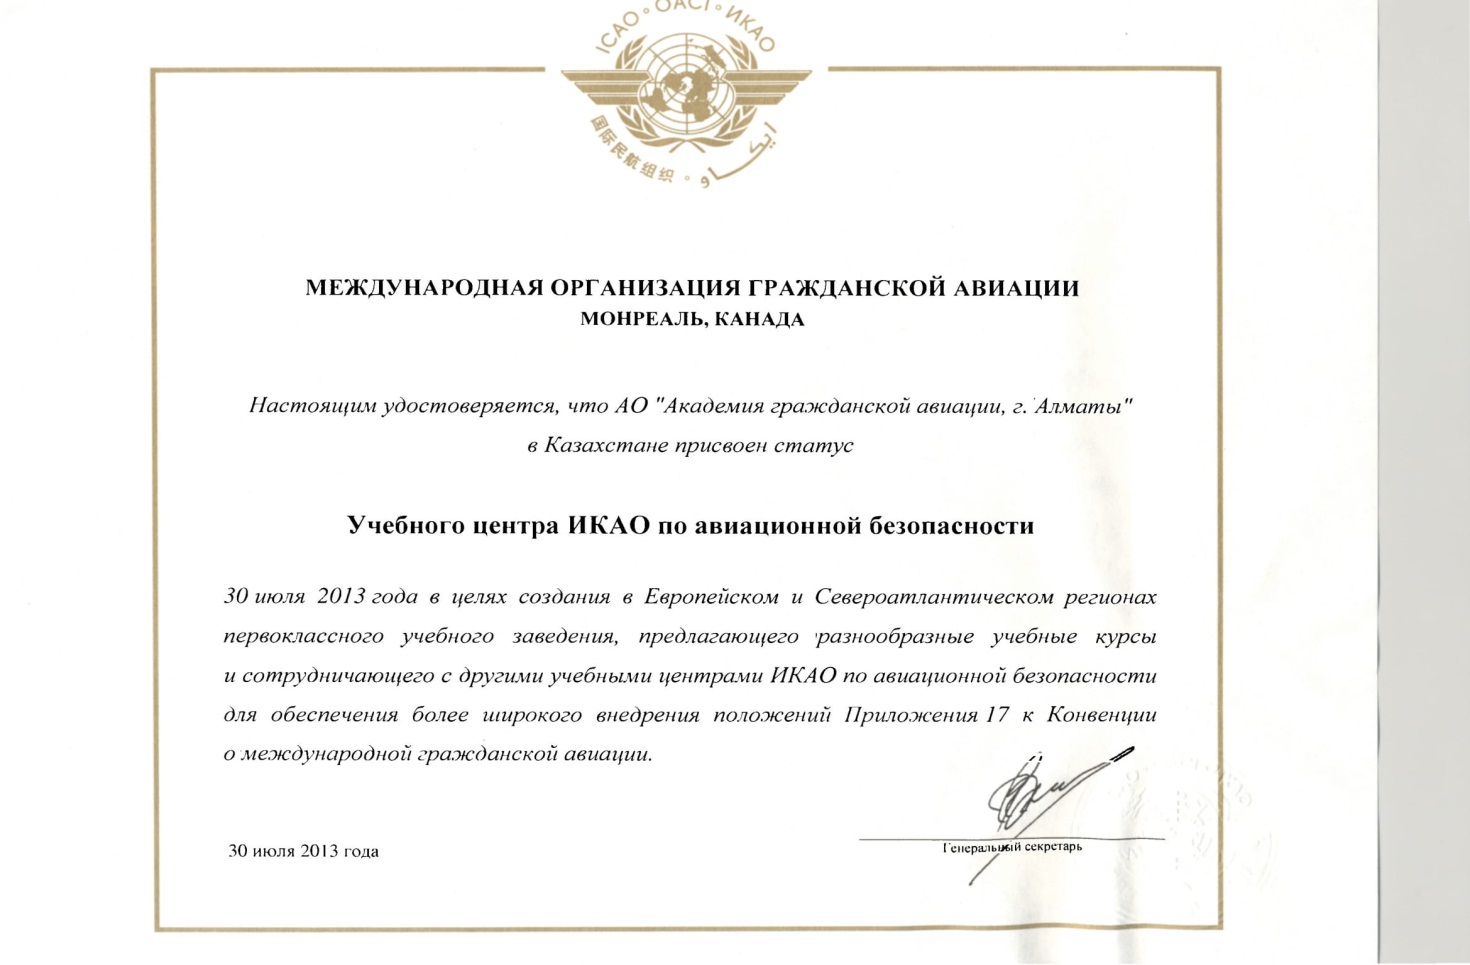 ICAO ° OACI ° ИКАО
国际民航组织 ° ايكاو
МЕЖДУНАРОДНАЯ ОРГАНИЗАЦИЯ ГРАЖДАНСКОЙ АВИАЦИИ
МОНРЕАЛЬ, КАНАДА
Настоящим удостоверяется, что АО "Академия гражданской авиации, г. Алматы"
в Казахстане присвоен статус
Учебного центра ИКАО по авиационной безопасности
30 июля 2013 года в целях создания в Европейском и Североатлантическом регионах
первоклассного учебного заведения, предлагающего разнообразные учебные курсы
и сотрудничающего с другими учебными центрами ИКАО по авиационной безопасности
для обеспечения более широкого внедрения положений Приложения 17 к Конвенции
о международной гражданской авиации.
30 июля 2013 года
Генеральный секретарь